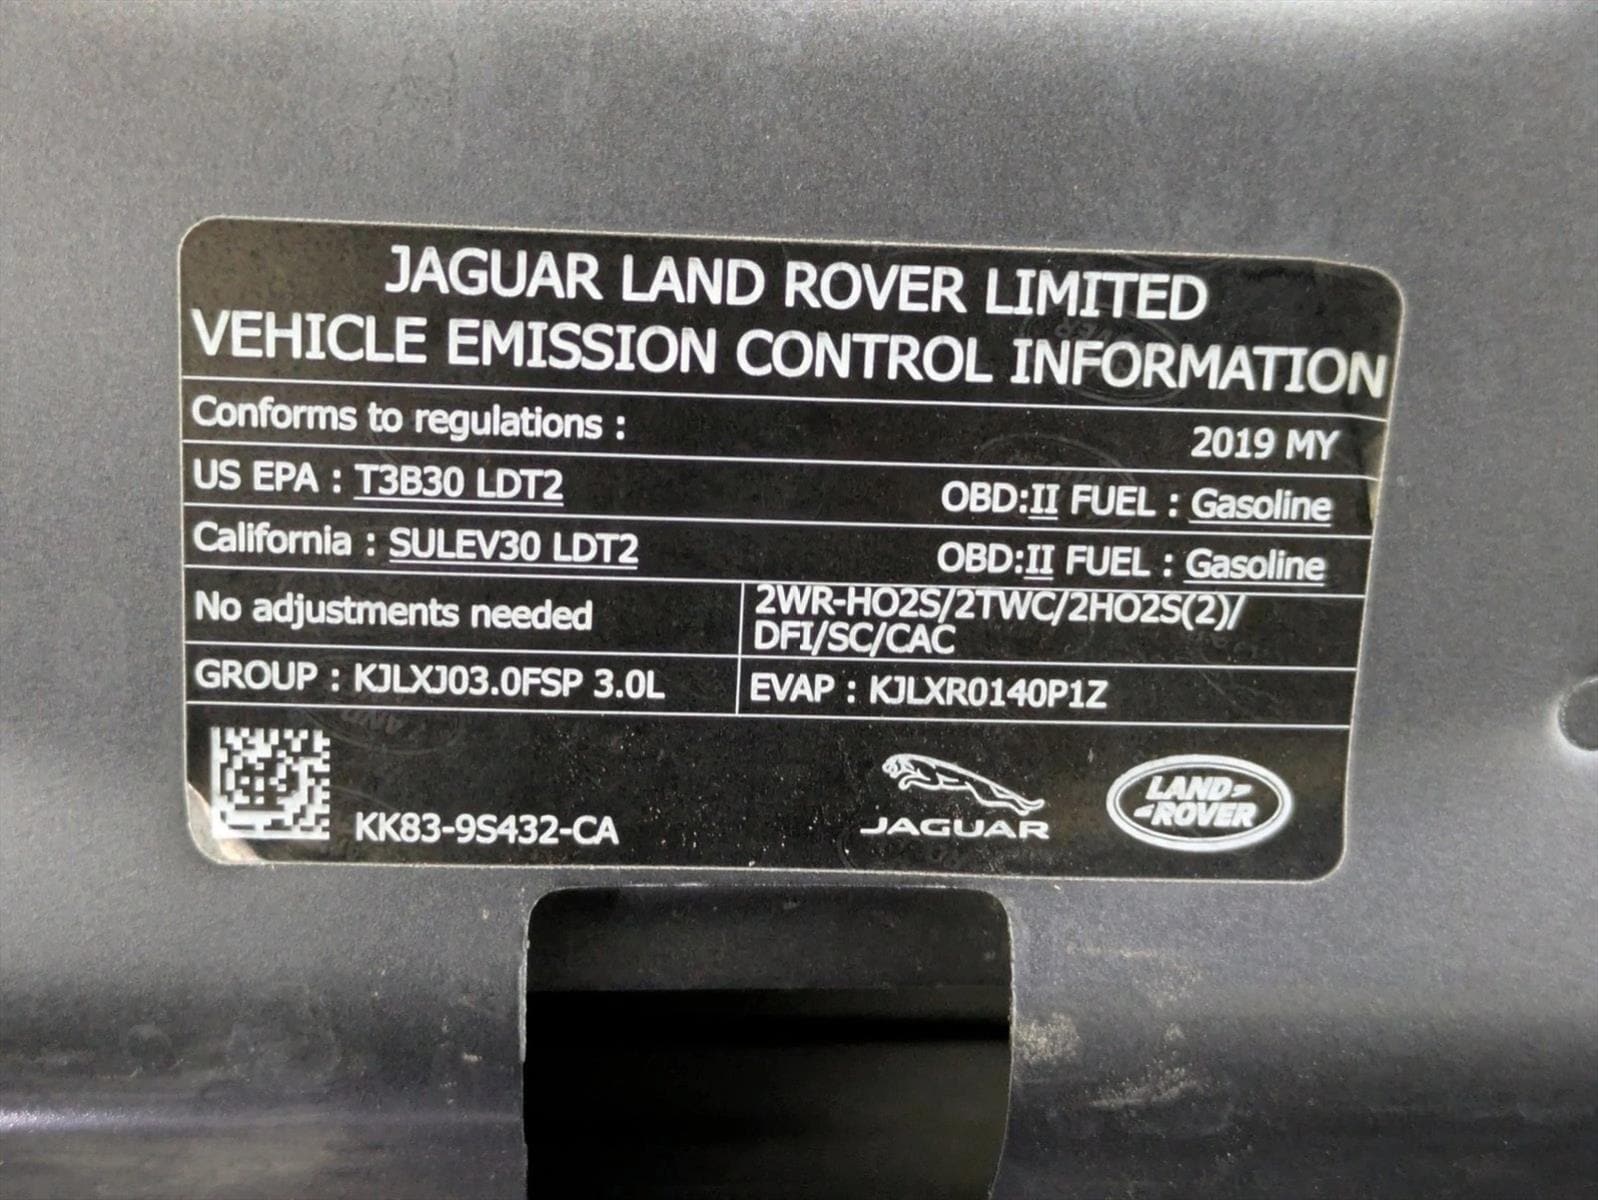 JAGUAR LAND ROVER LIMITED
VEHICLE EMISSION CONTROL INFORMATION
Conforms to regulations : 2019 MY
US EPA : T3B30 LDT2 OBD:II FUEL : Gasoline
California : SULEV30 LDT2 OBD:II FUEL : Gasoline
No adjustments needed
2WR-HO2S/2TWC/2HO2S(2)/
DFI/SC/CAC
GROUP : KJLXJ03.0FSP 3.0L
EVAP : KJLXR0140P1Z
KK83-9S432-CA
JAGUAR
LAND-
-ROVER